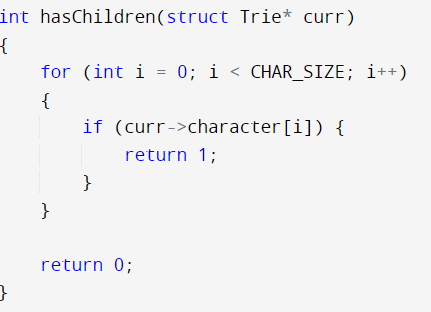 int hasChildren(struct Trie* curr)
{
    for (int i = 0; i < CHAR_SIZE; i++)
    {
        if (curr->character[i]) {
            return 1;
        }
    }

    return 0;
}